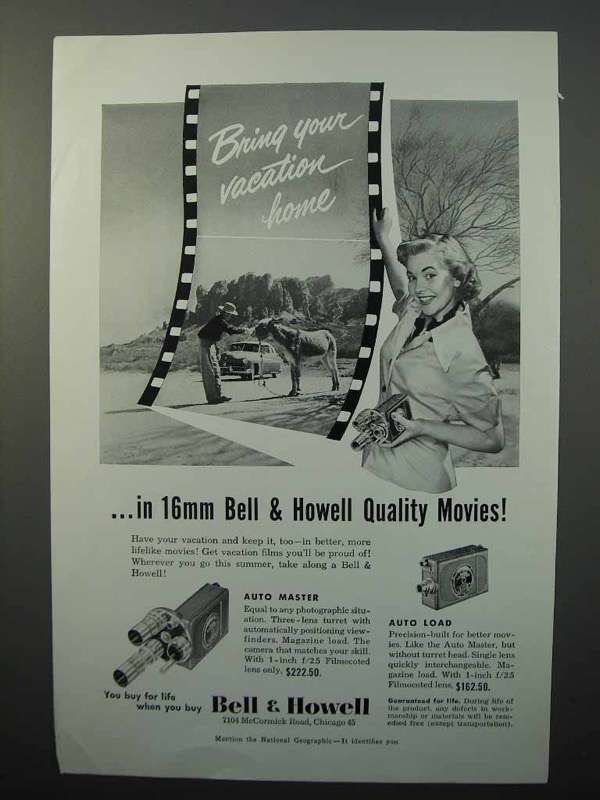 Bring your
vacation
home
...in 16mm Bell & Howell Quality Movies!
Have your vacation and keep it, too—in better, more
lifelike movies! Get vacation films you'll be proud of!
Wherever you go this summer, take along a Bell &
Howell!
AUTO MASTER
Equal to any photographic situ-
ation. Three-lens turret with
automatically positioning view-
finders. Magazine load. The
camera that matches your skill.
With 1-inch f/2.5 Filmocoted
lens only, $222.50.
AUTO LOAD
Precision-built for better mov-
ies. Like the Auto Master, but
without turret head. Single lens
quickly interchangeable. Ma-
gazine load. With 1-inch f/2.5
Filmocoted lens, $162.50.
You buy for life
when you buy
Bell & Howell
7104 McCormick Road, Chicago 45
Guaranteed for life. During life of
the product, any defects in work-
manship or materials will be rem-
edied free (except transportation).
Mention the National Geographic—It identifies you